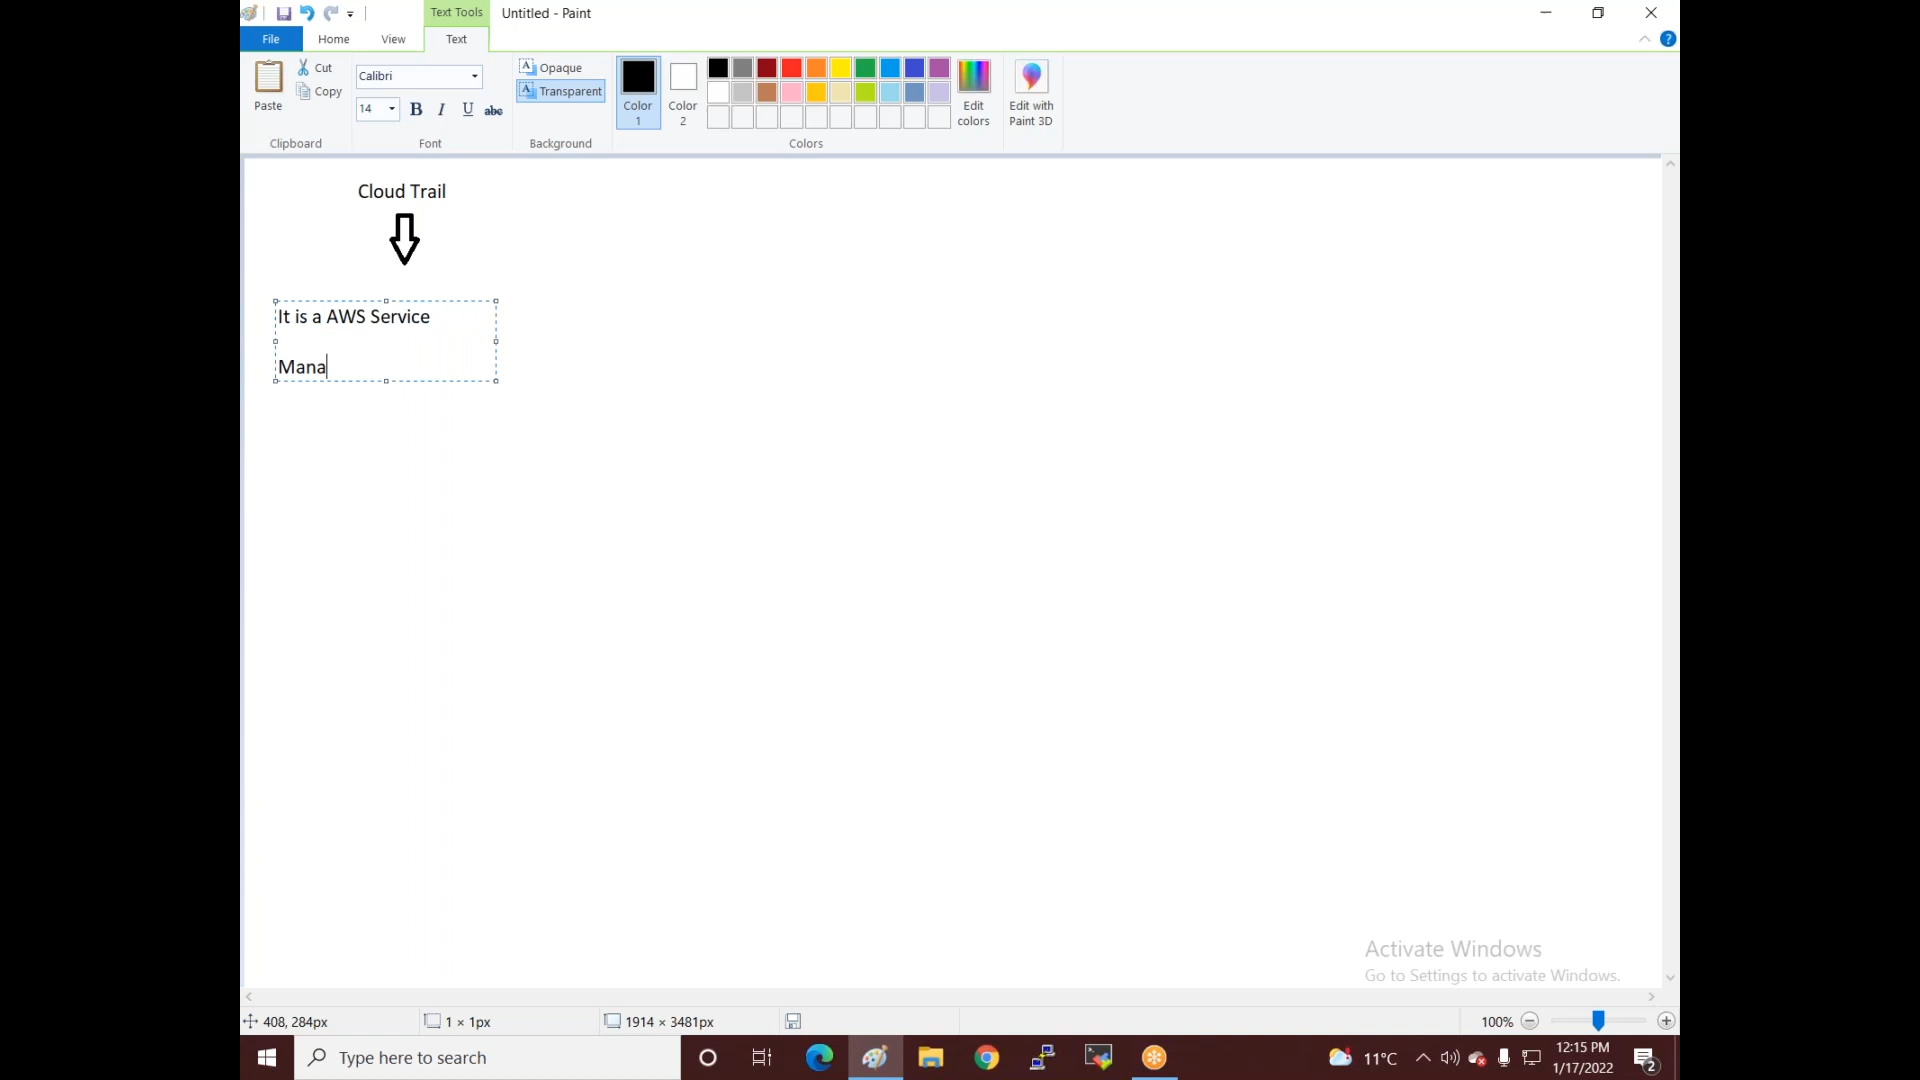 Text Tools
Untitled - Paint
File
Home
View
Text
?
Paste
Cut
Copy
Clipboard
Calibri
14
B I U abc
Font
Opaque
Transparent
Background
Color 1
Color 2
Colors
Edit colors
Edit with Paint 3D
Cloud Trail
It is a AWS Service
Mana
Activate Windows
Go to Settings to activate Windows.
408, 284px
1 × 1px
1914 × 3481px
100%
Type here to search
11°C
12:15 PM
1/17/2022
2